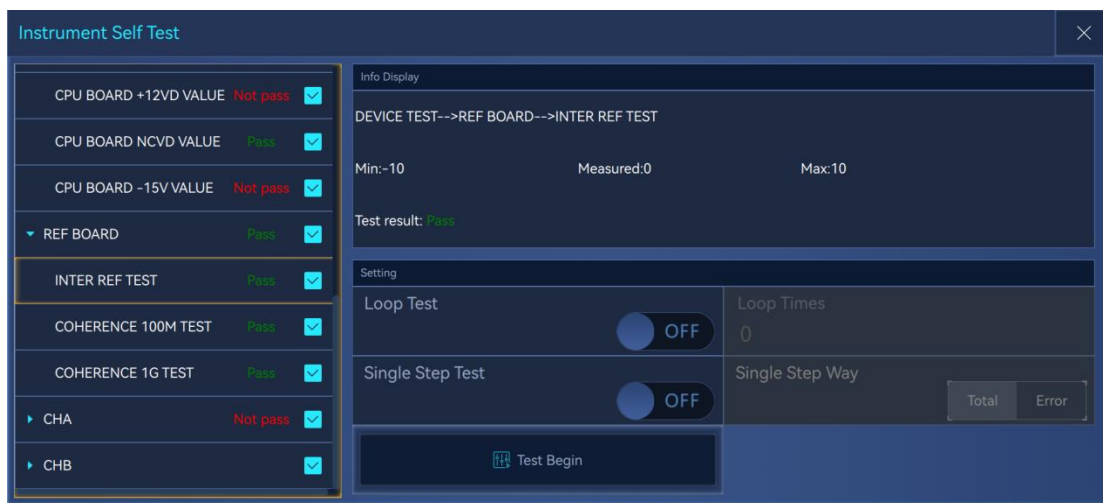 Instrument Self Test
CPU BOARD +12VD VALUE Not pass
CPU BOARD NCVD VALUE Pass
CPU BOARD -15V VALUE Not pass
REF BOARD Pass
INTER REF TEST Pass
COHERENCE 100M TEST Pass
COHERENCE 1G TEST Pass
CHA Not pass
CHB
Info Display
DEVICE TEST-->REF BOARD-->INTER REF TEST
Min:-10 Measured:0 Max:10
Test result: Pass
Setting
Loop Test
OFF
Loop Times
0
Single Step Test
OFF
Single Step Way
Total Error
Test Begin